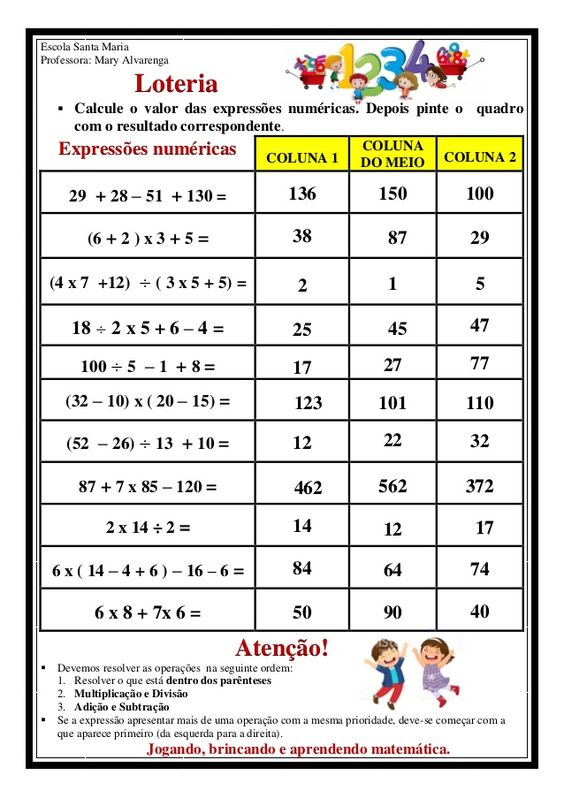 Escola Santa Maria
Professora: Mary Alvarenga
Loteria
▪ Calcule o valor das expressões numéricas. Depois pinte o quadro
com o resultado correspondente.
Expressões numéricas COLUNA 1 COLUNA DO MEIO COLUNA 2
29 + 28 – 51 + 130 = 136 150 100
(6 + 2 ) x 3 + 5 = 38 87 29
(4 x 7 +12) ÷ ( 3 x 5 + 5) = 2 1 5
18 ÷ 2 x 5 + 6 – 4 = 25 45 47
100 ÷ 5 – 1 + 8 = 17 27 77
(32 – 10) x ( 20 – 15) = 123 101 110
(52 – 26) ÷ 13 + 10 = 12 22 32
87 + 7 x 85 – 120 = 462 562 372
2 x 14 ÷ 2 = 14 12 17
6 x ( 14 – 4 + 6 ) – 16 – 6 = 84 64 74
6 x 8 + 7x 6 = 50 90 40
Atenção!
▪ Devemos resolver as operações na seguinte ordem:
1. Resolver o que está dentro dos parênteses
2. Multiplicação e Divisão
3. Adição e Subtração
▪ Se a expressão apresentar mais de uma operação com a mesma prioridade, deve-se começar com a
que aparece primeiro (da esquerda para a direita).
Jogando, brincando e aprendendo matemática.